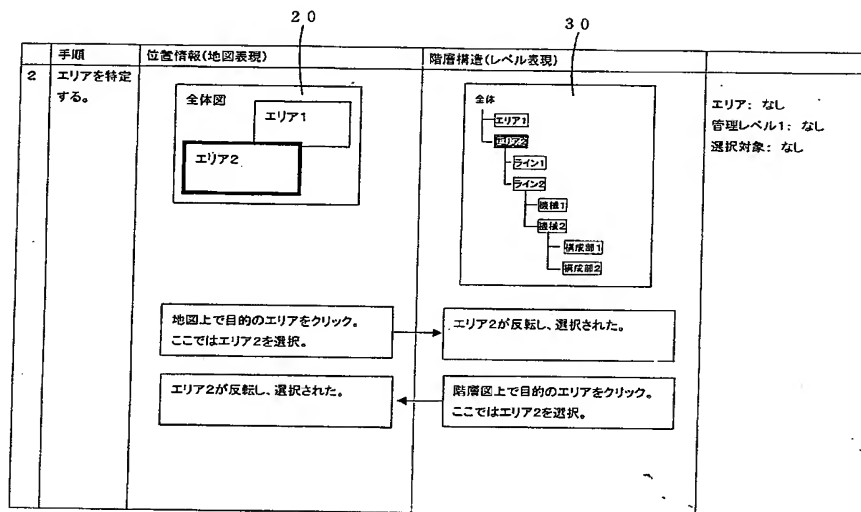 20
30
手順
位置情報(地図表現)
階層構造(レベル表現)
2
エリアを特定
する。
全体図
エリア1
エリア2
全体
エリア1
エリア2
ライン1
ライン2
機械1
機械2
構成部1
構成部2
エリア: なし
管理レベル1: なし
選択対象: なし
地図上で目的のエリアをクリック。
ここではエリア2を選択。
エリア2が反転し、選択された。
エリア2が反転し、選択された。
階層図上で目的のエリアをクリック。
ここではエリア2を選択。